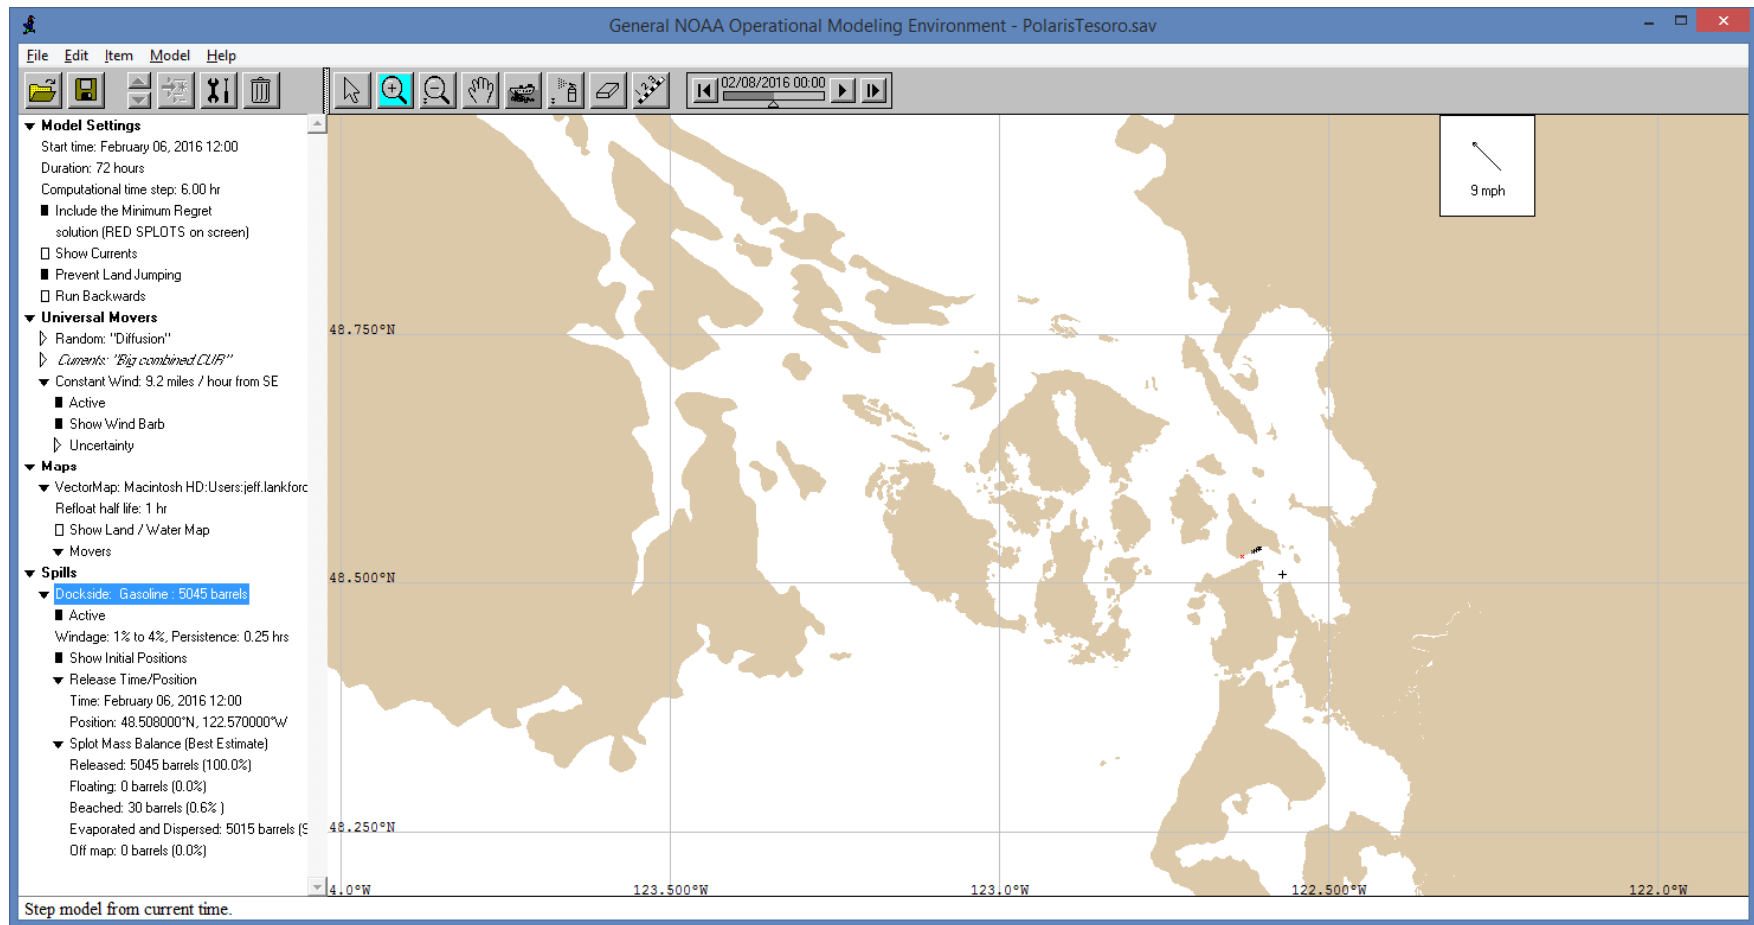 General NOAA Operational Modeling Environment - PolarisTesoro.sav
File Edit Item Model Help
02/08/2016 00:00
Model Settings
Start time: February 06, 2016 12:00
Duration: 72 hours
Computational time step: 6.00 hr
Include the Minimum Regret
solution (RED SPLOTS on screen)
Show Currents
Prevent Land Jumping
Run Backwards
Universal Movers
Random: "Diffusion"
Currents: "Big combined.CUR"
Constant Wind: 9.2 miles / hour from SE
Active
Show Wind Barb
Uncertainty
Maps
VectorMap: Macintosh HD:Users:jeff.lankford
Refloat half life: 1 hr
Show Land / Water Map
Movers
Spills
Dockside: Gasoline : 5045 barrels
Active
Windage: 1% to 4%, Persistence: 0.25 hrs
Show Initial Positions
Release Time/Position
Time: February 06, 2016 12:00
Position: 48.508000°N, 122.570000°W
Splot Mass Balance (Best Estimate)
Released: 5045 barrels (100.0%)
Floating: 0 barrels (0.0%)
Beached: 30 barrels (0.6% )
Evaporated and Dispersed: 5015 barrels (9
Off map: 0 barrels (0.0%)
9 mph
48.750°N
48.500°N
48.250°N
4.0°W 123.500°W 123.0°W 122.500°W 122.0°W
Step model from current time.